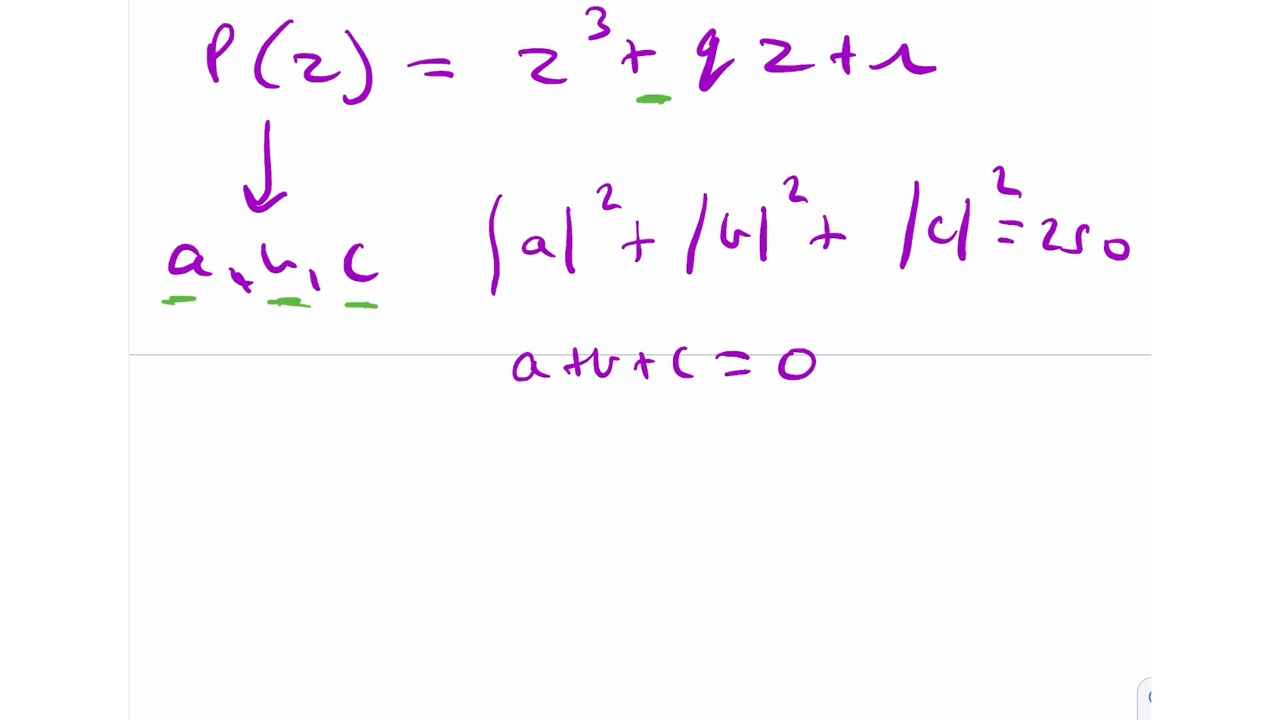 P(z) = z³ + qz + r
|a|² + |b|² + |c|² = 250
a, b, c
a + b + c = 0